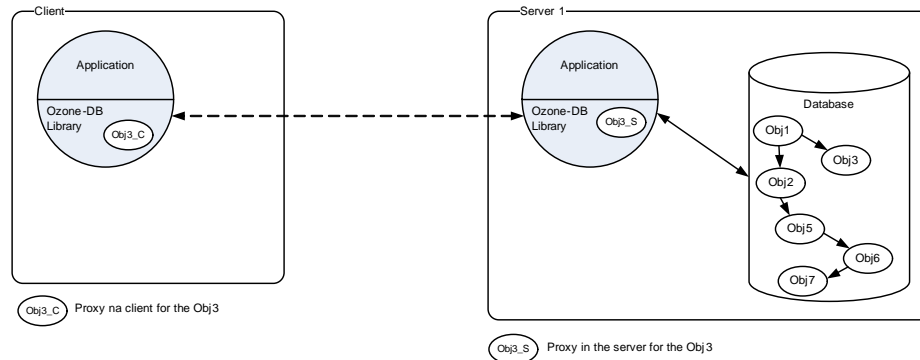 Client
Application
Ozone-DB
Library
Obj3_C
Obj3_C Proxy na client for the Obj3
Server 1
Application
Ozone-DB
Library
Obj3_S
Database
Obj1
Obj3
Obj2
Obj5
Obj6
Obj7
Obj3_S Proxy in the server for the Obj3